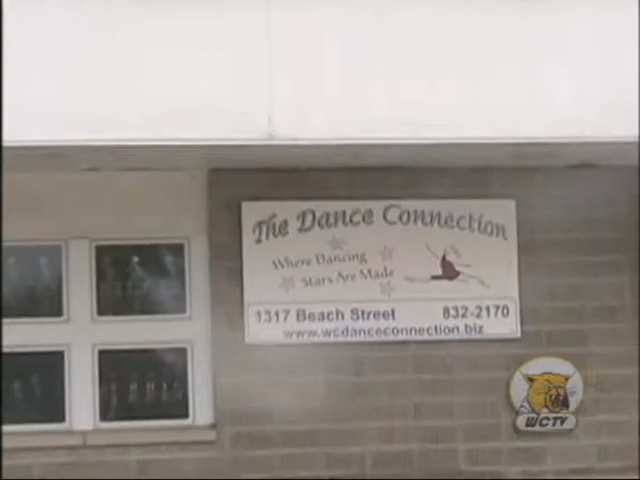 The Dance Connection
Where Dancing
Stars Are Made
1317 Beach Street 832-2170
www.wcdanceconnection.biz
WCTV